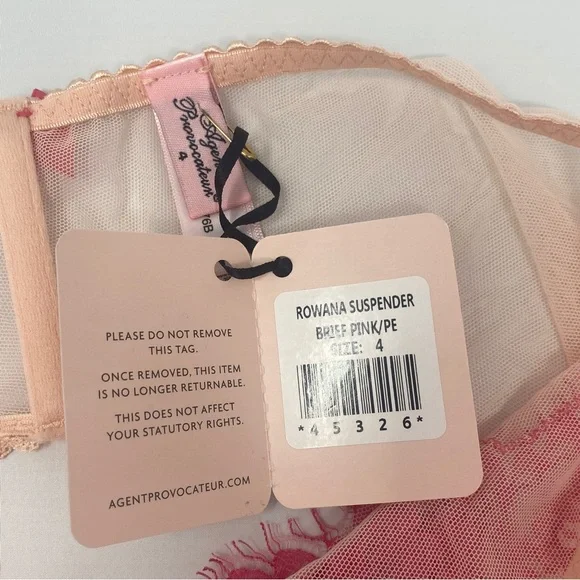 Agent
Provocateur
4
76B
PLEASE DO NOT REMOVE
THIS TAG.
ONCE REMOVED, THIS ITEM
IS NO LONGER RETURNABLE.
THIS DOES NOT AFFECT
YOUR STATUTORY RIGHTS.
AGENTPROVOCATEUR.COM
ROWANA SUSPENDER
BRIEF PINK/PE
SIZE: 4
*45326*